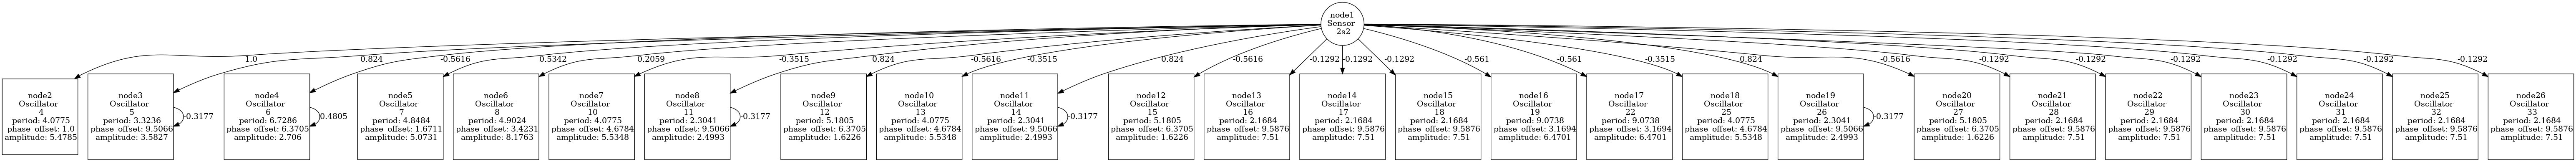 node1
Sensor
2s2
1.0
0.824
-0.5616
0.5342
0.2059
-0.3515
0.824
-0.5616
-0.3515
0.824
-0.5616
-0.1292
-0.1292
-0.1292
-0.561
-0.561
-0.3515
0.824
-0.5616
-0.1292
-0.1292
-0.1292
-0.1292
-0.1292
-0.1292
node2
Oscillator
4
period: 4.0775
phase_offset: 1.0
amplitude: 5.4785
node3
Oscillator
5
period: 3.3236
phase_offset: 9.5066
amplitude: 3.5827
-0.3177
node4
Oscillator
6
period: 6.7286
phase_offset: 6.3705
amplitude: 2.706
0.4805
node5
Oscillator
7
period: 4.8484
phase_offset: 1.6711
amplitude: 5.0731
node6
Oscillator
8
period: 4.9024
phase_offset: 3.4231
amplitude: 8.1763
node7
Oscillator
10
period: 4.0775
phase_offset: 4.6784
amplitude: 5.5348
node8
Oscillator
11
period: 2.3041
phase_offset: 9.5066
amplitude: 2.4993
-0.3177
node9
Oscillator
12
period: 5.1805
phase_offset: 6.3705
amplitude: 1.6226
node10
Oscillator
13
period: 4.0775
phase_offset: 4.6784
amplitude: 5.5348
node11
Oscillator
14
period: 2.3041
phase_offset: 9.5066
amplitude: 2.4993
-0.3177
node12
Oscillator
15
period: 5.1805
phase_offset: 6.3705
amplitude: 1.6226
node13
Oscillator
16
period: 2.1684
phase_offset: 9.5876
amplitude: 7.51
node14
Oscillator
17
period: 2.1684
phase_offset: 9.5876
amplitude: 7.51
node15
Oscillator
18
period: 2.1684
phase_offset: 9.5876
amplitude: 7.51
node16
Oscillator
19
period: 9.0738
phase_offset: 3.1694
amplitude: 6.4701
node17
Oscillator
22
period: 9.0738
phase_offset: 3.1694
amplitude: 6.4701
node18
Oscillator
25
period: 4.0775
phase_offset: 4.6784
amplitude: 5.5348
node19
Oscillator
26
period: 2.3041
phase_offset: 9.5066
amplitude: 2.4993
-0.3177
node20
Oscillator
27
period: 5.1805
phase_offset: 6.3705
amplitude: 1.6226
node21
Oscillator
28
period: 2.1684
phase_offset: 9.5876
amplitude: 7.51
node22
Oscillator
29
period: 2.1684
phase_offset: 9.5876
amplitude: 7.51
node23
Oscillator
30
period: 2.1684
phase_offset: 9.5876
amplitude: 7.51
node24
Oscillator
31
period: 2.1684
phase_offset: 9.5876
amplitude: 7.51
node25
Oscillator
32
period: 2.1684
phase_offset: 9.5876
amplitude: 7.51
node26
Oscillator
33
period: 2.1684
phase_offset: 9.5876
amplitude: 7.51